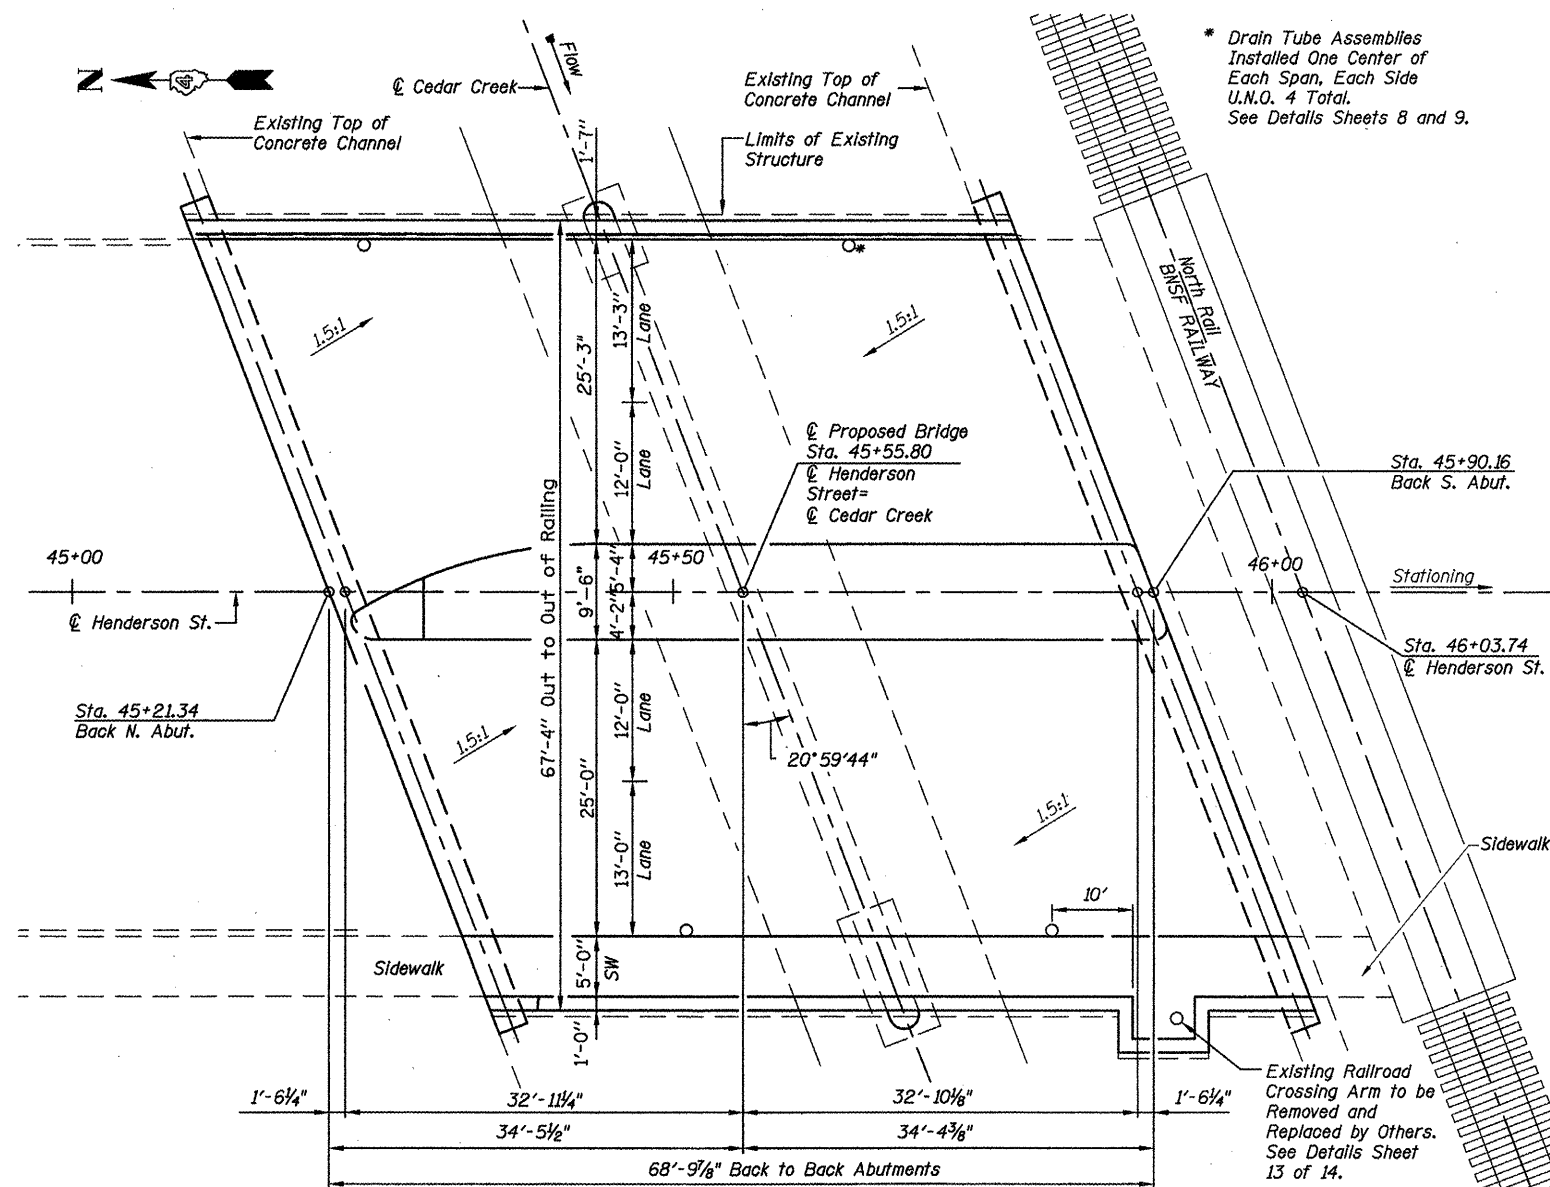 N
4
℄ Cedar Creek
Flow
Existing Top of
Concrete Channel
Existing Top of
Concrete Channel
Limits of Existing
Structure
* Drain Tube Assemblies
Installed One Center of
Each Span, Each Side
U.N.O. 4 Total.
See Details Sheets 8 and 9.
1'-7"
*
North Rail
BNSF RAILWAY
1.5:1
1.5:1
25'-3"
13'-3"
Lane
12'-0"
Lane
℄ Proposed Bridge
Sta. 45+55.80
℄ Henderson
Street=
℄ Cedar Creek
Sta. 45+90.16
Back S. Abut.
67'-4" Out to Out of Railing
45+00
45+50
46+00
Stationing
9'-6"
5'-4"
4'-2"
℄ Henderson St.
Sta. 46+03.74
℄ Henderson St.
Sta. 45+21.34
Back N. Abut.
1.5:1
25'-0"
12'-0"
Lane
20°59'44"
13'-0"
Lane
1.5:1
Sidewalk
10'
Sidewalk
5'-0"
SW
1'-0"
Existing Railroad
Crossing Arm to be
Removed and
Replaced by Others.
See Details Sheet
13 of 14.
1'-6¼"
32'-11¼"
32'-10⅛"
1'-6¼"
34'-5½"
34'-4⅜"
68'-9⅞" Back to Back Abutments